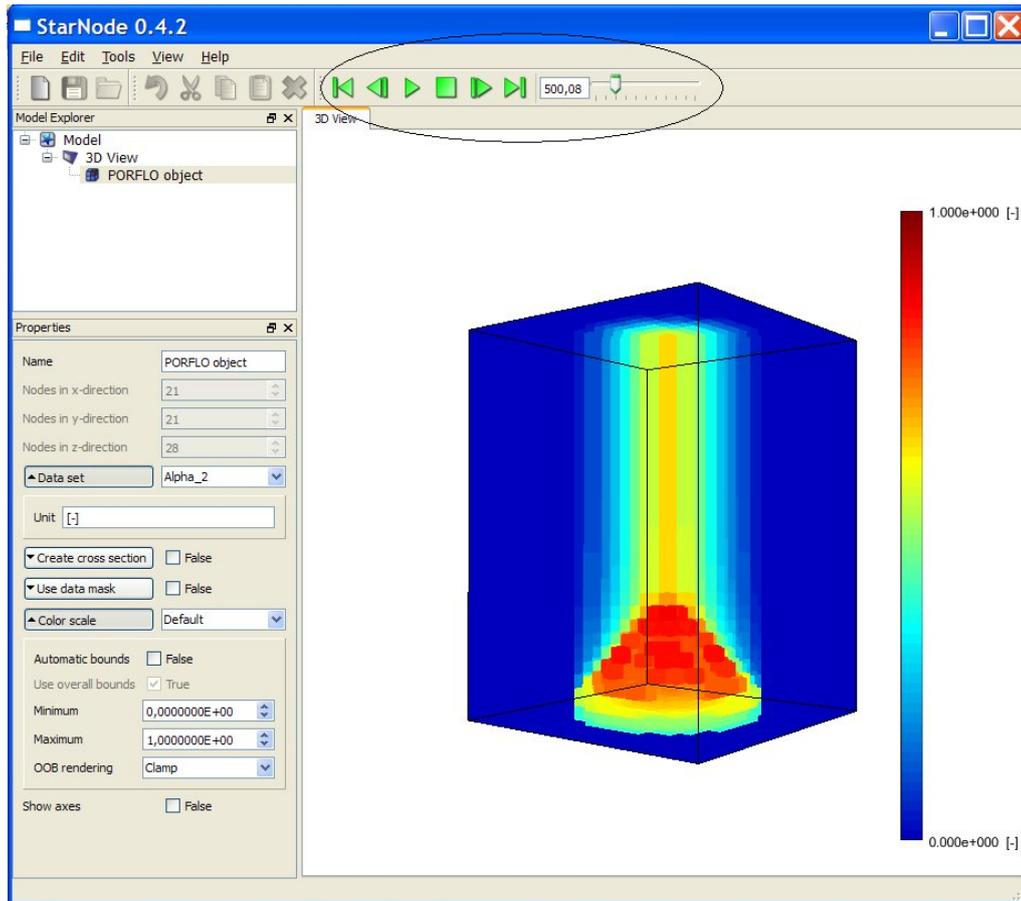 StarNode 0.4.2
File Edit Tools View Help
500,08
Model Explorer
3D View
Model
3D View
PORFLO object
1.000e+000 [-]
Properties
Name PORFLO object
Nodes in x-direction 21
Nodes in y-direction 21
Nodes in z-direction 28
Data set Alpha_2
Unit [-]
Create cross section False
Use data mask False
Color scale Default
Automatic bounds False
Use overall bounds True
Minimum 0,0000000E+00
Maximum 1,0000000E+00
OOB rendering Clamp
Show axes False
0.000e+000 [-]